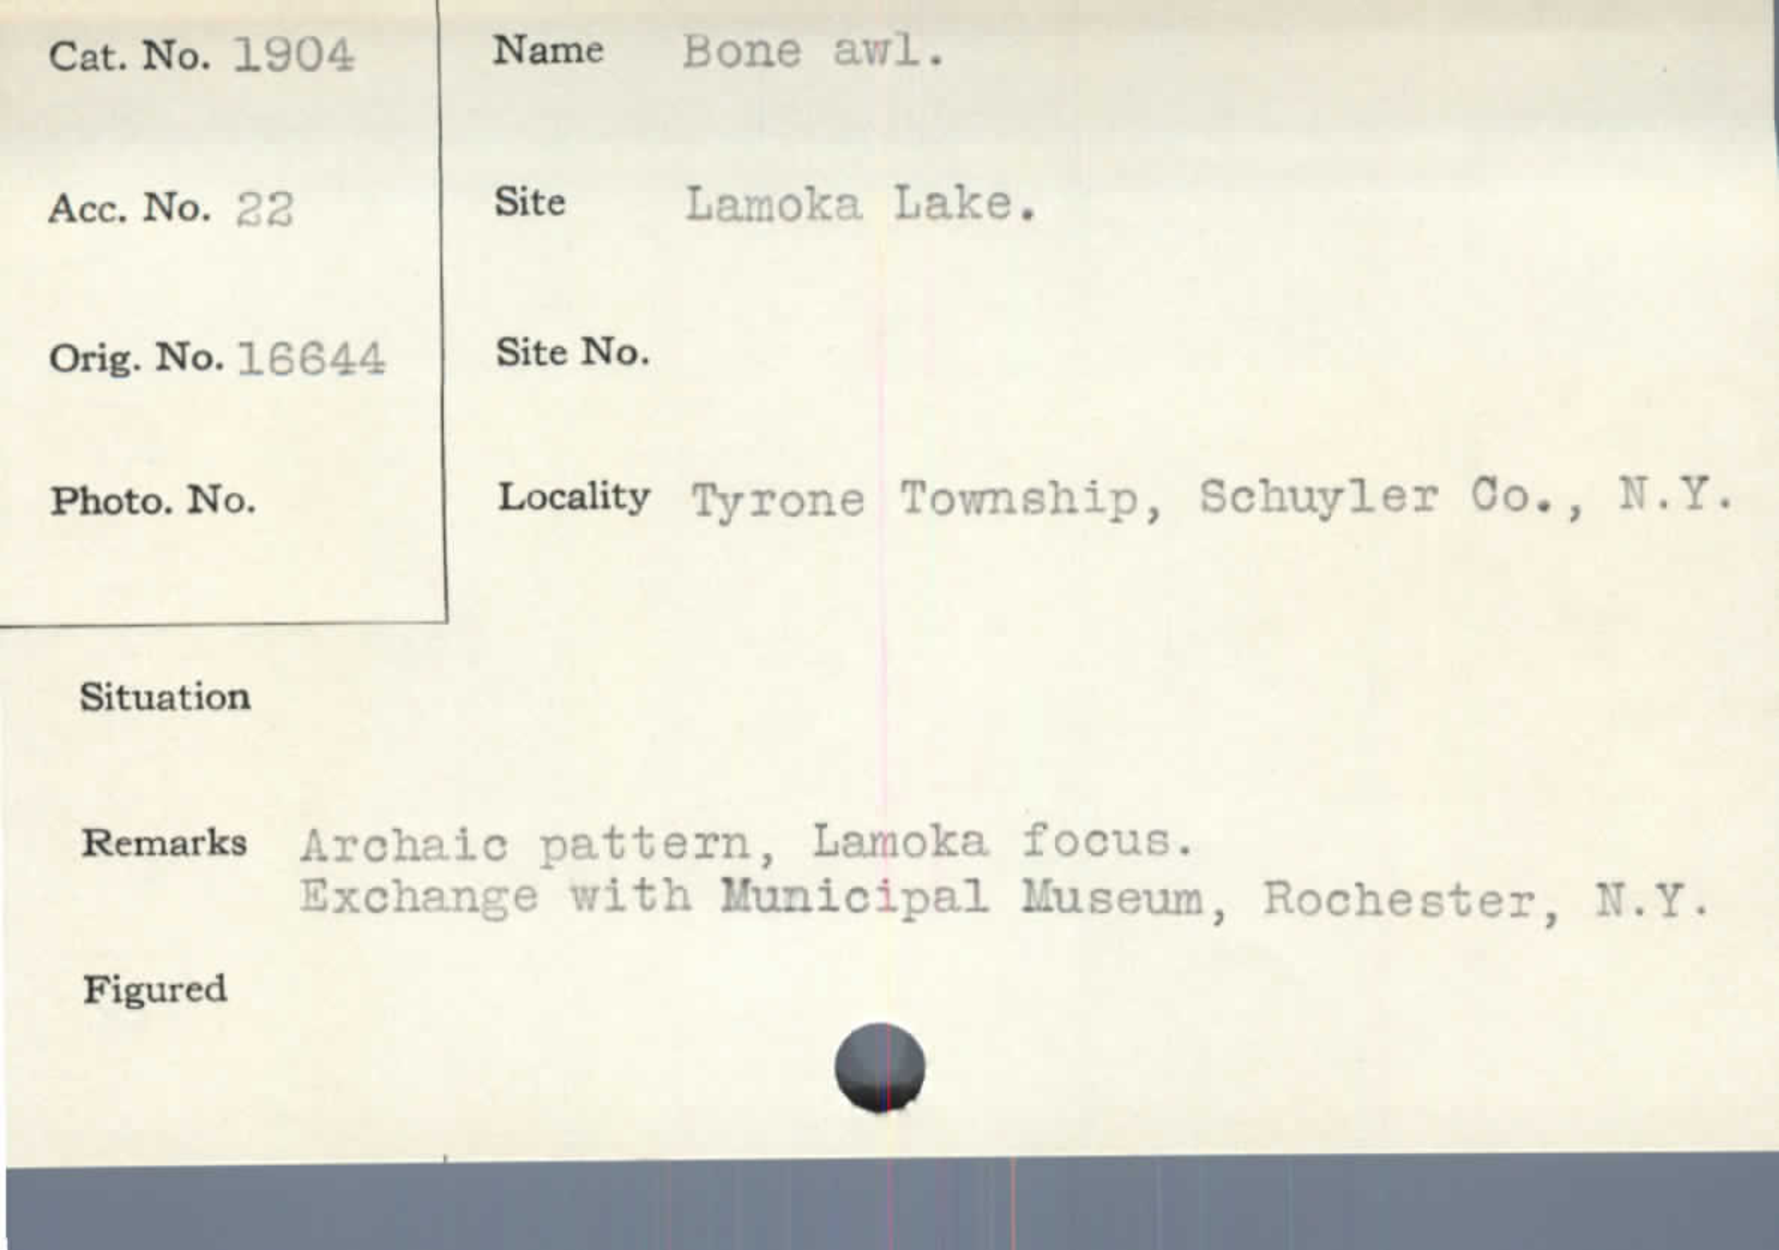 Cat. No. 1904
Name Bone awl.
Acc. No. 22
Site Lamoka Lake.
Orig. No. 16644
Site No.
Photo. No.
Locality Tyrone Township, Schuyler Co., N.Y.
Situation
Remarks Archaic pattern, Lamoka focus.
Exchange with Municipal Museum, Rochester, N.Y.
Figured